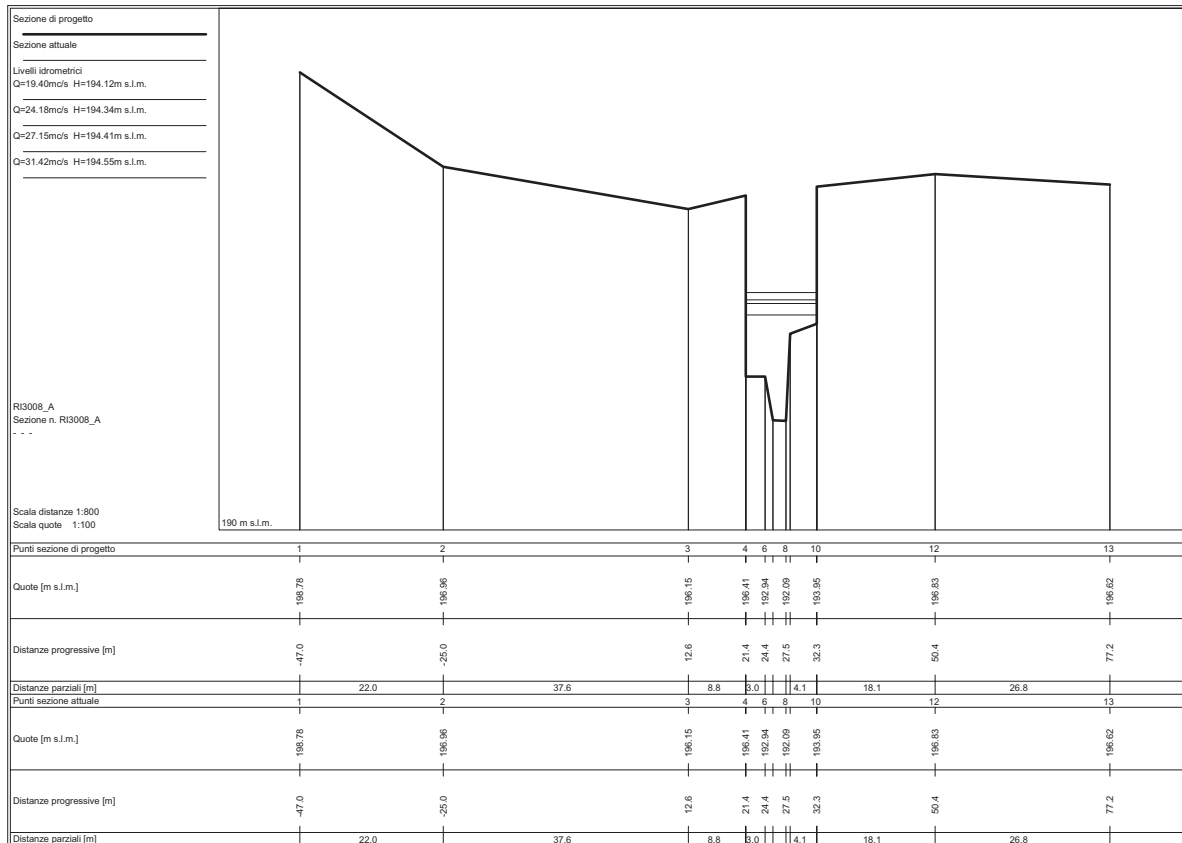 Sezione di progetto
Sezione attuale
Livelli idrometrici
Q=19.40mc/s H=194.12m s.l.m.
Q=24.18mc/s H=194.34m s.l.m.
Q=27.15mc/s H=194.41m s.l.m.
Q=31.42mc/s H=194.55m s.l.m.
RI3008_A
Sezione n. RI3008_A
- - -
Scala distanze 1:800
Scala quote 1:100
190 m s.l.m.
Punti sezione di progetto 1 2 3 4 6 8 10 12 13
Quote [m s.l.m.] 198.78 196.96 196.15 196.41 192.94 192.09 193.95 196.83 196.62
Distanze progressive [m] -47.0 -25.0 12.6 21.4 24.4 27.5 32.3 50.4 77.2
Distanze parziali [m] 22.0 37.6 8.8 3.0 4.1 18.1 26.8
Punti sezione attuale 1 2 3 4 6 8 10 12 13
Quote [m s.l.m.] 198.78 196.96 196.15 196.41 192.94 192.09 193.95 196.83 196.62
Distanze progressive [m] -47.0 -25.0 12.6 21.4 24.4 27.5 32.3 50.4 77.2
Distanze parziali [m] 22.0 37.6 8.8 3.0 4.1 18.1 26.8